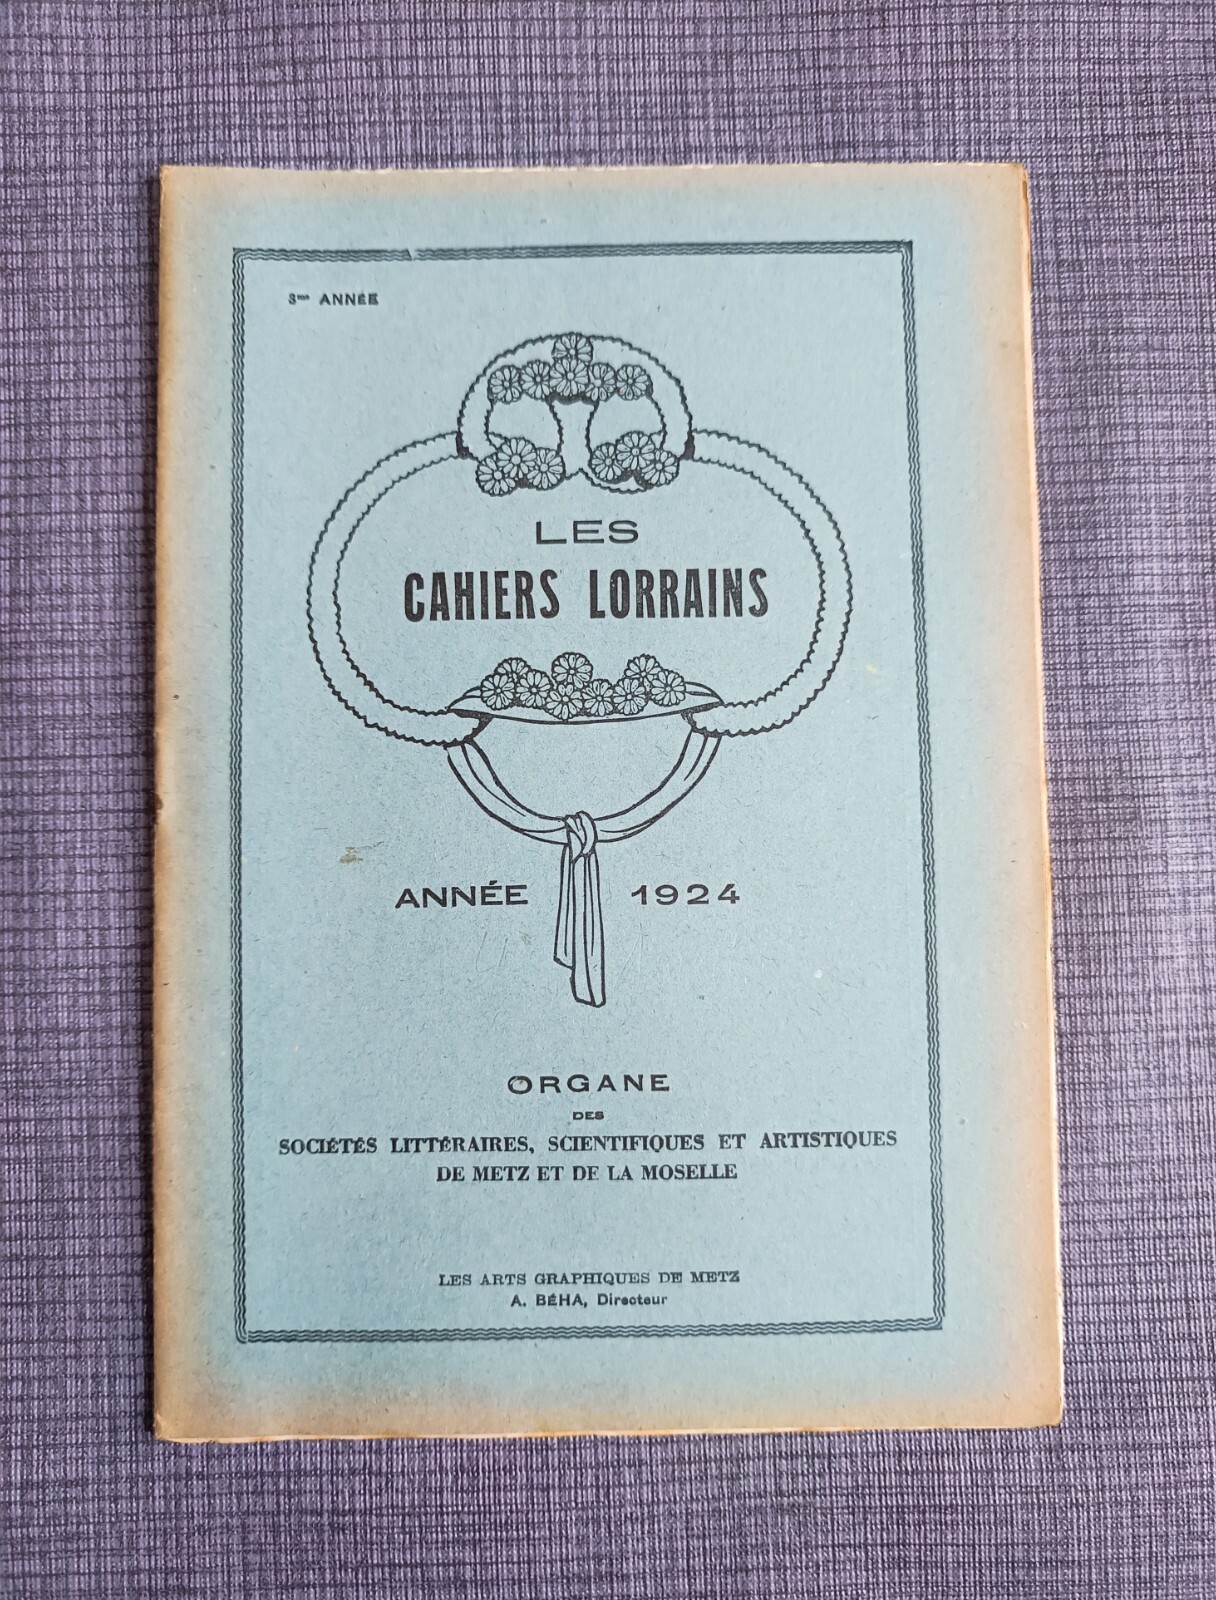 3me ANNÉE
LES
CAHIERS LORRAINS
ANNÉE 1924
ORGANE
DES
SOCIÉTÉS LITTÉRAIRES, SCIENTIFIQUES ET ARTISTIQUES
DE METZ ET DE LA MOSELLE
LES ARTS GRAPHIQUES DE METZ
A. BÉHA, Directeur